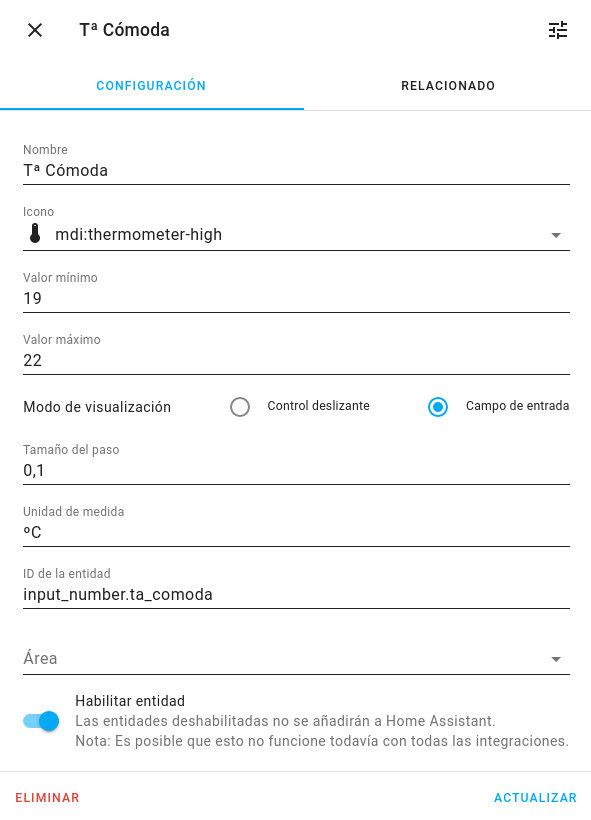 Tª Cómoda
CONFIGURACIÓN
RELACIONADO
Nombre
Tª Cómoda
Icono
mdi:thermometer-high
Valor mínimo
19
Valor máximo
22
Modo de visualización Control deslizante Campo de entrada
Tamaño del paso
0,1
Unidad de medida
ºC
ID de la entidad
input_number.ta_comoda
Área
Habilitar entidad
Las entidades deshabilitadas no se añadirán a Home Assistant.
Nota: Es posible que esto no funcione todavía con todas las integraciones.
ELIMINAR
ACTUALIZAR